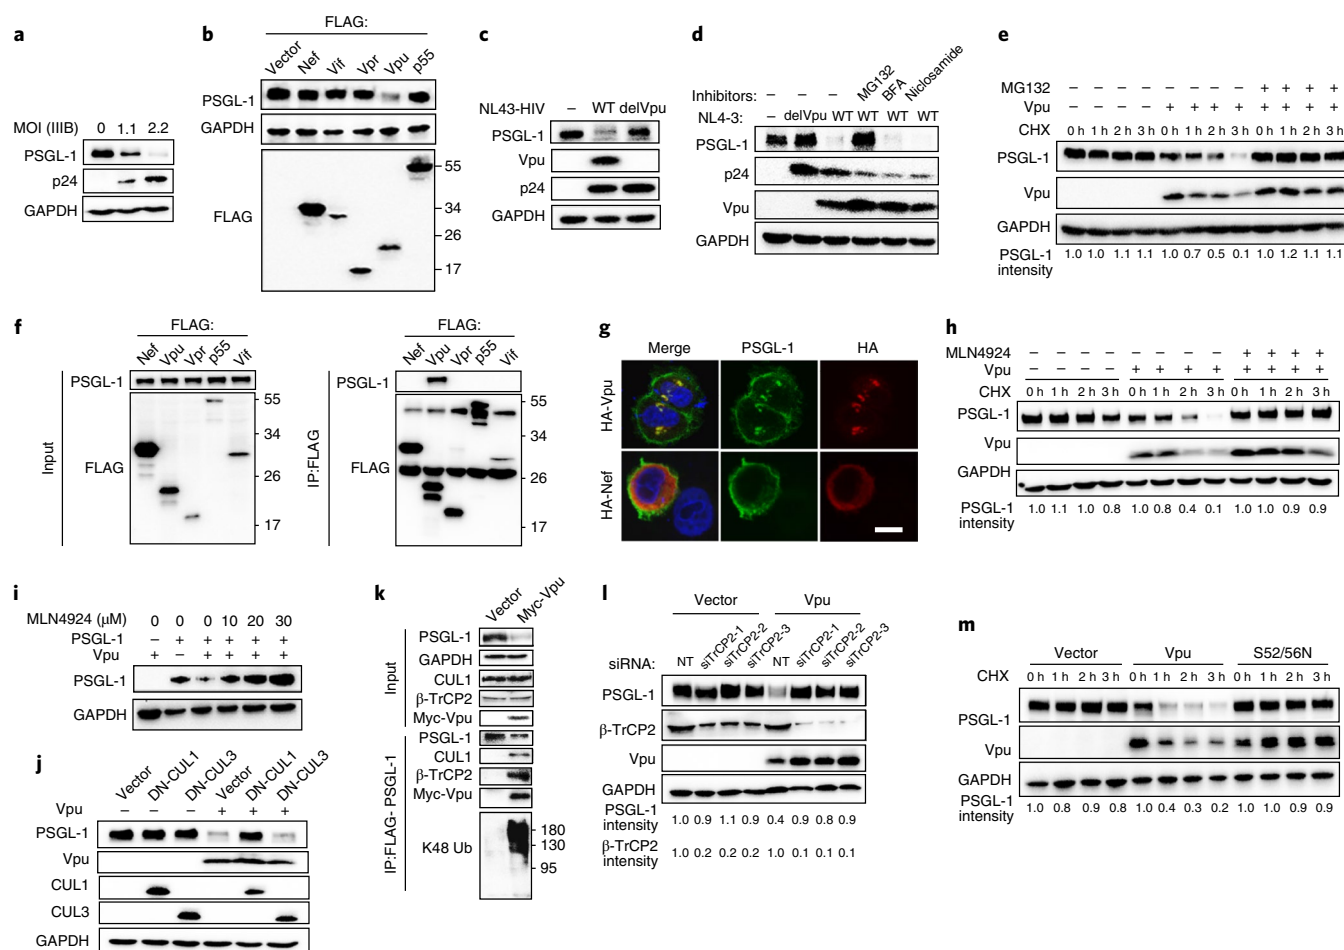 a
MOI (IIIB) 0 1.1 2.2
PSGL-1
p24
GAPDH
b
FLAG:
Vector Nef Vif Vpr Vpu p55
PSGL-1
GAPDH
FLAG
55
34
26
17
c
NL43-HIV – WT delVpu
PSGL-1
Vpu
p24
GAPDH
d
Inhibitors: – – – MG132 BFA Niclosamide
NL4-3: – delVpu WT WT WT WT
PSGL-1
p24
Vpu
GAPDH
e
MG132 – – – – – – – – + + + +
Vpu – – – – + + + + + + + +
CHX 0 h 1 h 2 h 3 h 0 h 1 h 2 h 3 h 0 h 1 h 2 h 3 h
PSGL-1
Vpu
GAPDH
PSGL-1 intensity 1.0 1.0 1.1 1.1 1.0 0.7 0.5 0.1 1.0 1.2 1.1 1.1
f
FLAG:
Nef Vpu Vpr p55 Vif
Input
PSGL-1
FLAG
55
34
26
17
FLAG:
Nef Vpu Vpr p55 Vif
IP:FLAG
PSGL-1
FLAG
55
34
26
17
g
Merge PSGL-1 HA
HA-Vpu
HA-Nef
h
MLN4924 – – – – – – – – + + + +
Vpu – – – – + + + + + + + +
CHX 0 h 1 h 2 h 3 h 0 h 1 h 2 h 3 h 0 h 1 h 2 h 3 h
PSGL-1
Vpu
GAPDH
PSGL-1 intensity 1.0 1.1 1.0 0.8 1.0 0.8 0.4 0.1 1.0 1.0 0.9 0.9
i
MLN4924 (μM) 0 0 0 10 20 30
PSGL-1 – + + + + +
Vpu + – + + + +
PSGL-1
GAPDH
j
Vector DN-CUL1 DN-CUL3 Vector DN-CUL1 DN-CUL3
Vpu – – – + + +
PSGL-1
Vpu
CUL1
CUL3
GAPDH
k
Vector Myc-Vpu
Input
PSGL-1
GAPDH
CUL1
β-TrCP2
Myc-Vpu
IP:FLAG- PSGL-1
PSGL-1
CUL1
β-TrCP2
Myc-Vpu
K48 Ub
180
130
95
l
Vector Vpu
siRNA: NT siTrCP2-1 siTrCP2-2 siTrCP2-3 NT siTrCP2-1 siTrCP2-2 siTrCP2-3
PSGL-1
β-TrCP2
Vpu
GAPDH
PSGL-1 intensity 1.0 0.9 1.1 0.9 0.4 0.9 0.8 0.9
β-TrCP2 intensity 1.0 0.2 0.2 0.2 1.0 0.1 0.1 0.1
m
Vector Vpu S52/56N
CHX 0 h 1 h 2 h 3 h 0 h 1 h 2 h 3 h 0 h 1 h 2 h 3 h
PSGL-1
Vpu
GAPDH
PSGL-1 intensity 1.0 0.8 0.9 0.8 1.0 0.4 0.3 0.2 1.0 1.0 0.9 0.9